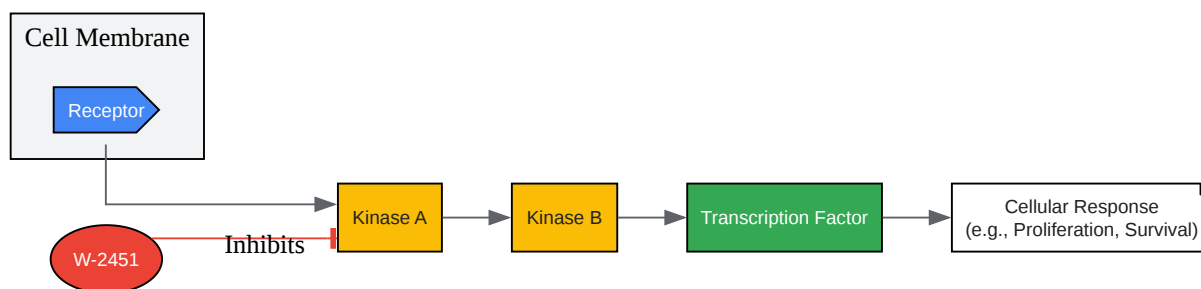 Cell Membrane
Receptor
Kinase A
Kinase B
Transcription Factor
Cellular Response
(e.g., Proliferation, Survival)
Inhibits
W-2451